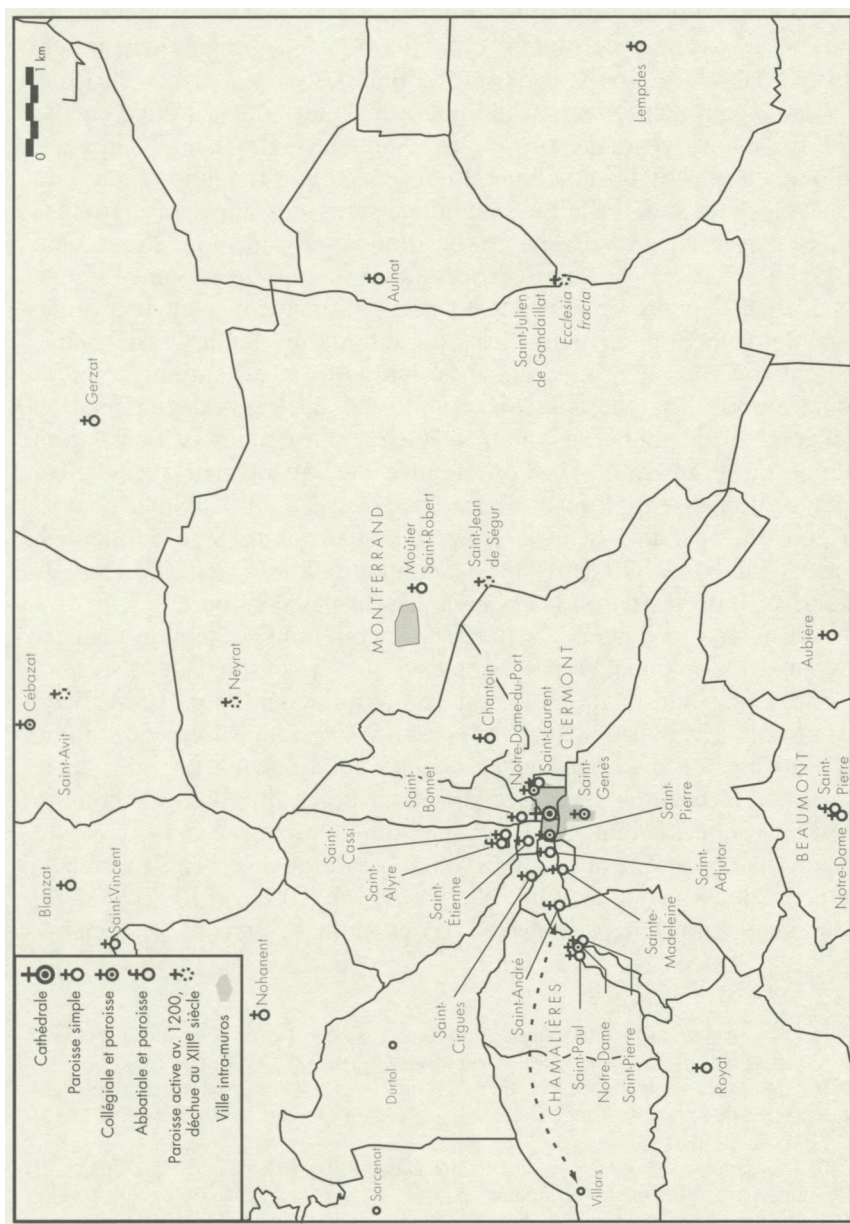 Cathédrale
Paroisse simple
Collégiale et paroisse
Abbatiale et paroisse
Paroisse active av. 1200,
déchue au XIIIe siècle
Ville intra-muros
0 1 km
Cébazat
Saint-Avit
Gerzat
Blanzat
Saint-Vincent
Neyrat
Nohanent
Aulnat
Lempdes
MONTFERRAND
Moûtier
Saint-Robert
Saint-Jean
de Ségur
Saint-Julien
de Gandaillat
Ecclesia
fracta
Durtol
Sarcenat
Saint-
Bonnet
Saint-
Cassi
Saint-
Alyre
Saint-
Étienne
Saint-
Cirgues
Chantoin
Notre-Dame-du-Port
Saint-Laurent
CLERMONT
Saint-
Genès
Saint-
Pierre
Saint-
Adjutor
Sainte-
Madeleine
Saint-André
CHAMALIÈRES
Saint-Paul
Notre-Dame
Saint-Pierre
Villars
Royat
BEAUMONT
Saint-
Pierre
Notre-Dame
Aubière